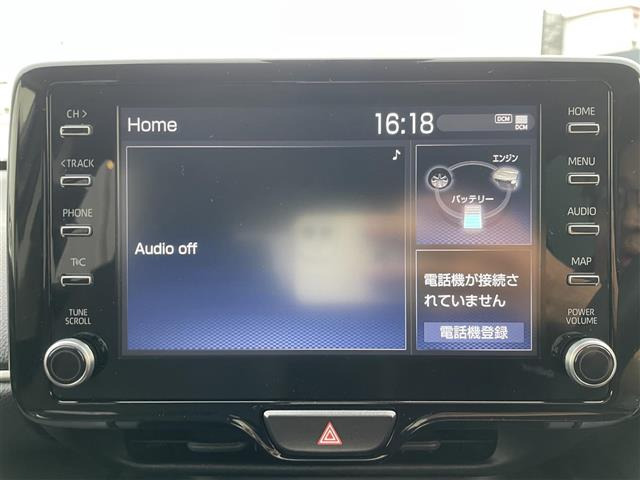 CH >
< TRACK
PHONE
T C
TUNE
SCROLL
Home
16:18
DCM
DCM
Audio off
エンジン
バッテリー
電話機が接続さ
れていません
電話機登録
HOME
MENU
AUDIO
MAP
POWER
VOLUME